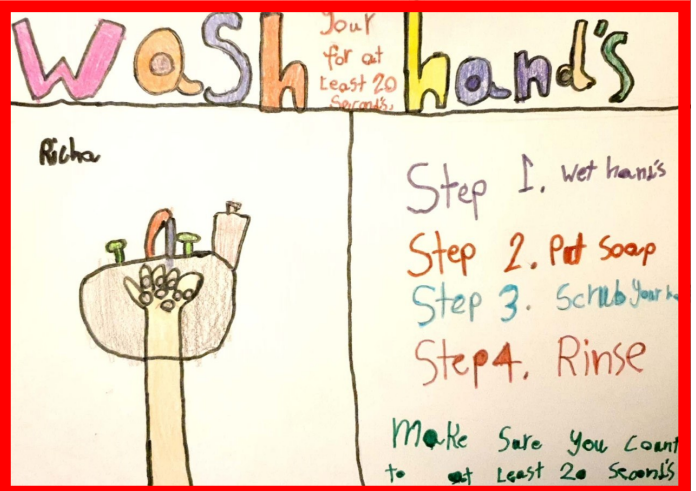 Wash
Your
for at
Least 20
Seconds,
hand's
Richa
Step 1. Wet hand's
Step 2. Put Soap
Step 3. Scrub Your
Step 4. Rinse
Make Sure You Count
to at Least 20 Second's